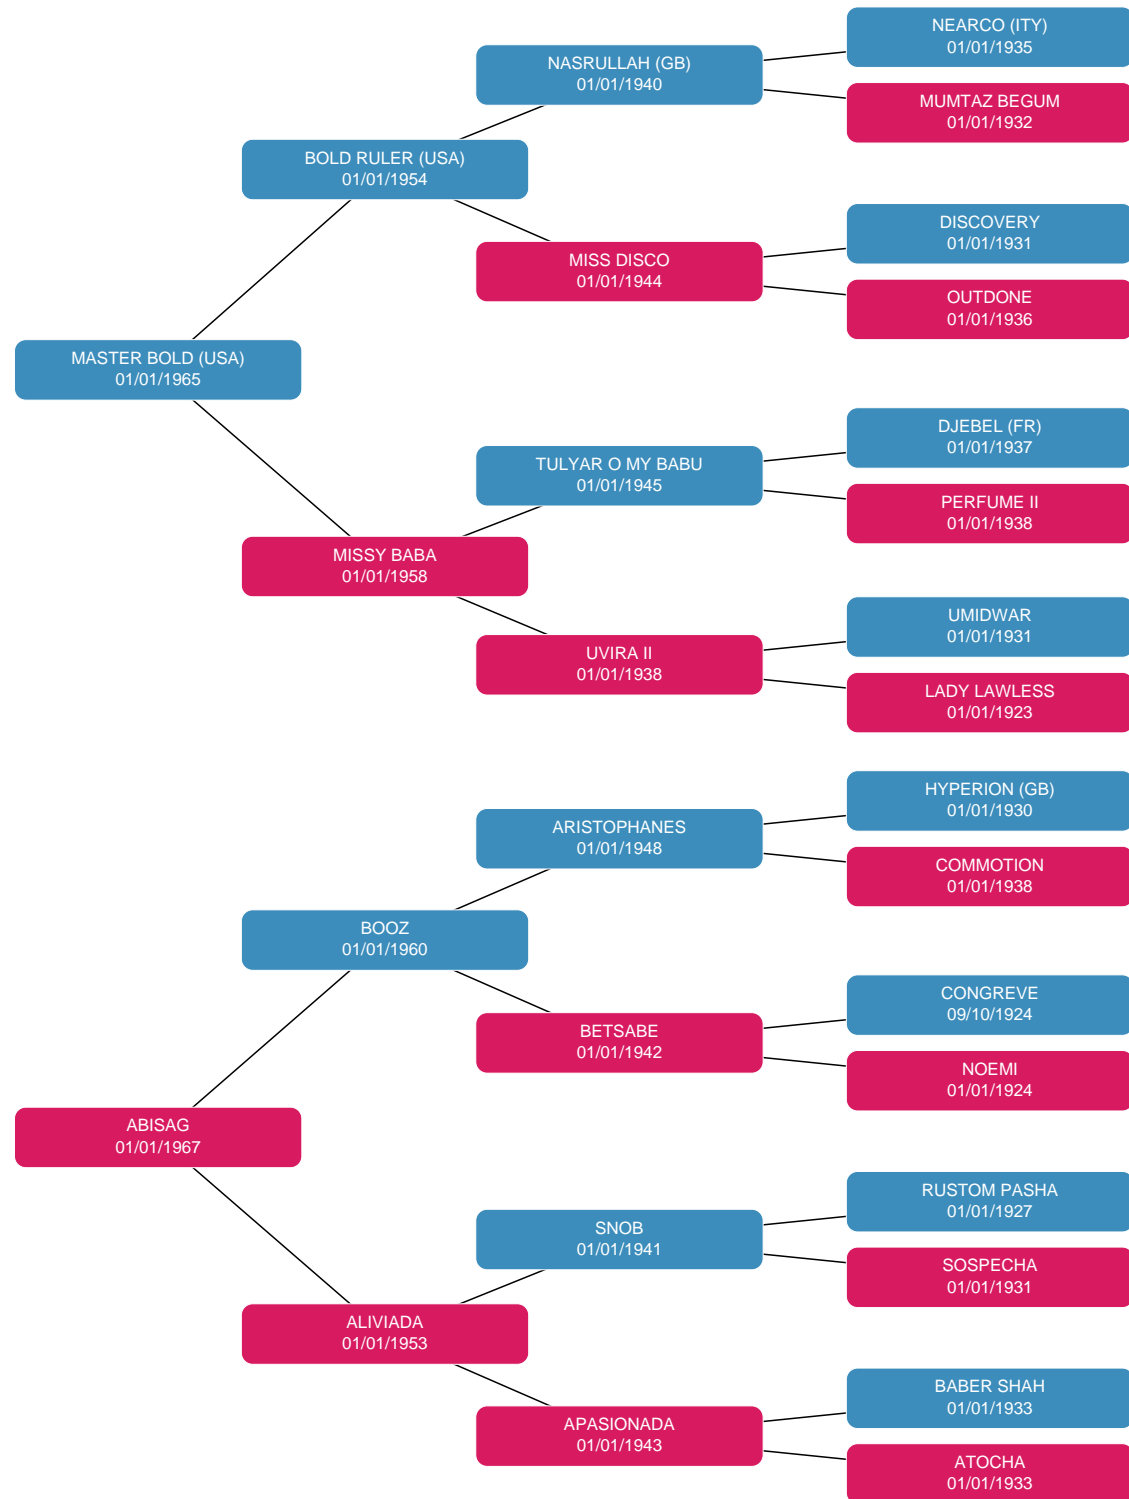 NEARCO (ITY)
01/01/1935
NASRULLAH (GB)
01/01/1940
MUMTAZ BEGUM
01/01/1932
BOLD RULER (USA)
01/01/1954
DISCOVERY
01/01/1931
MISS DISCO
01/01/1944
OUTDONE
01/01/1936
MASTER BOLD (USA)
01/01/1965
DJEBEL (FR)
01/01/1937
TULYAR O MY BABU
01/01/1945
PERFUME II
01/01/1938
MISSY BABA
01/01/1958
UMIDWAR
01/01/1931
UVIRA II
01/01/1938
LADY LAWLESS
01/01/1923
HYPERION (GB)
01/01/1930
ARISTOPHANES
01/01/1948
COMMOTION
01/01/1938
BOOZ
01/01/1960
CONGREVE
09/10/1924
BETSABE
01/01/1942
NOEMI
01/01/1924
ABISAG
01/01/1967
RUSTOM PASHA
01/01/1927
SNOB
01/01/1941
SOSPECHA
01/01/1931
ALIVIADA
01/01/1953
BABER SHAH
01/01/1933
APASIONADA
01/01/1943
ATOCHA
01/01/1933